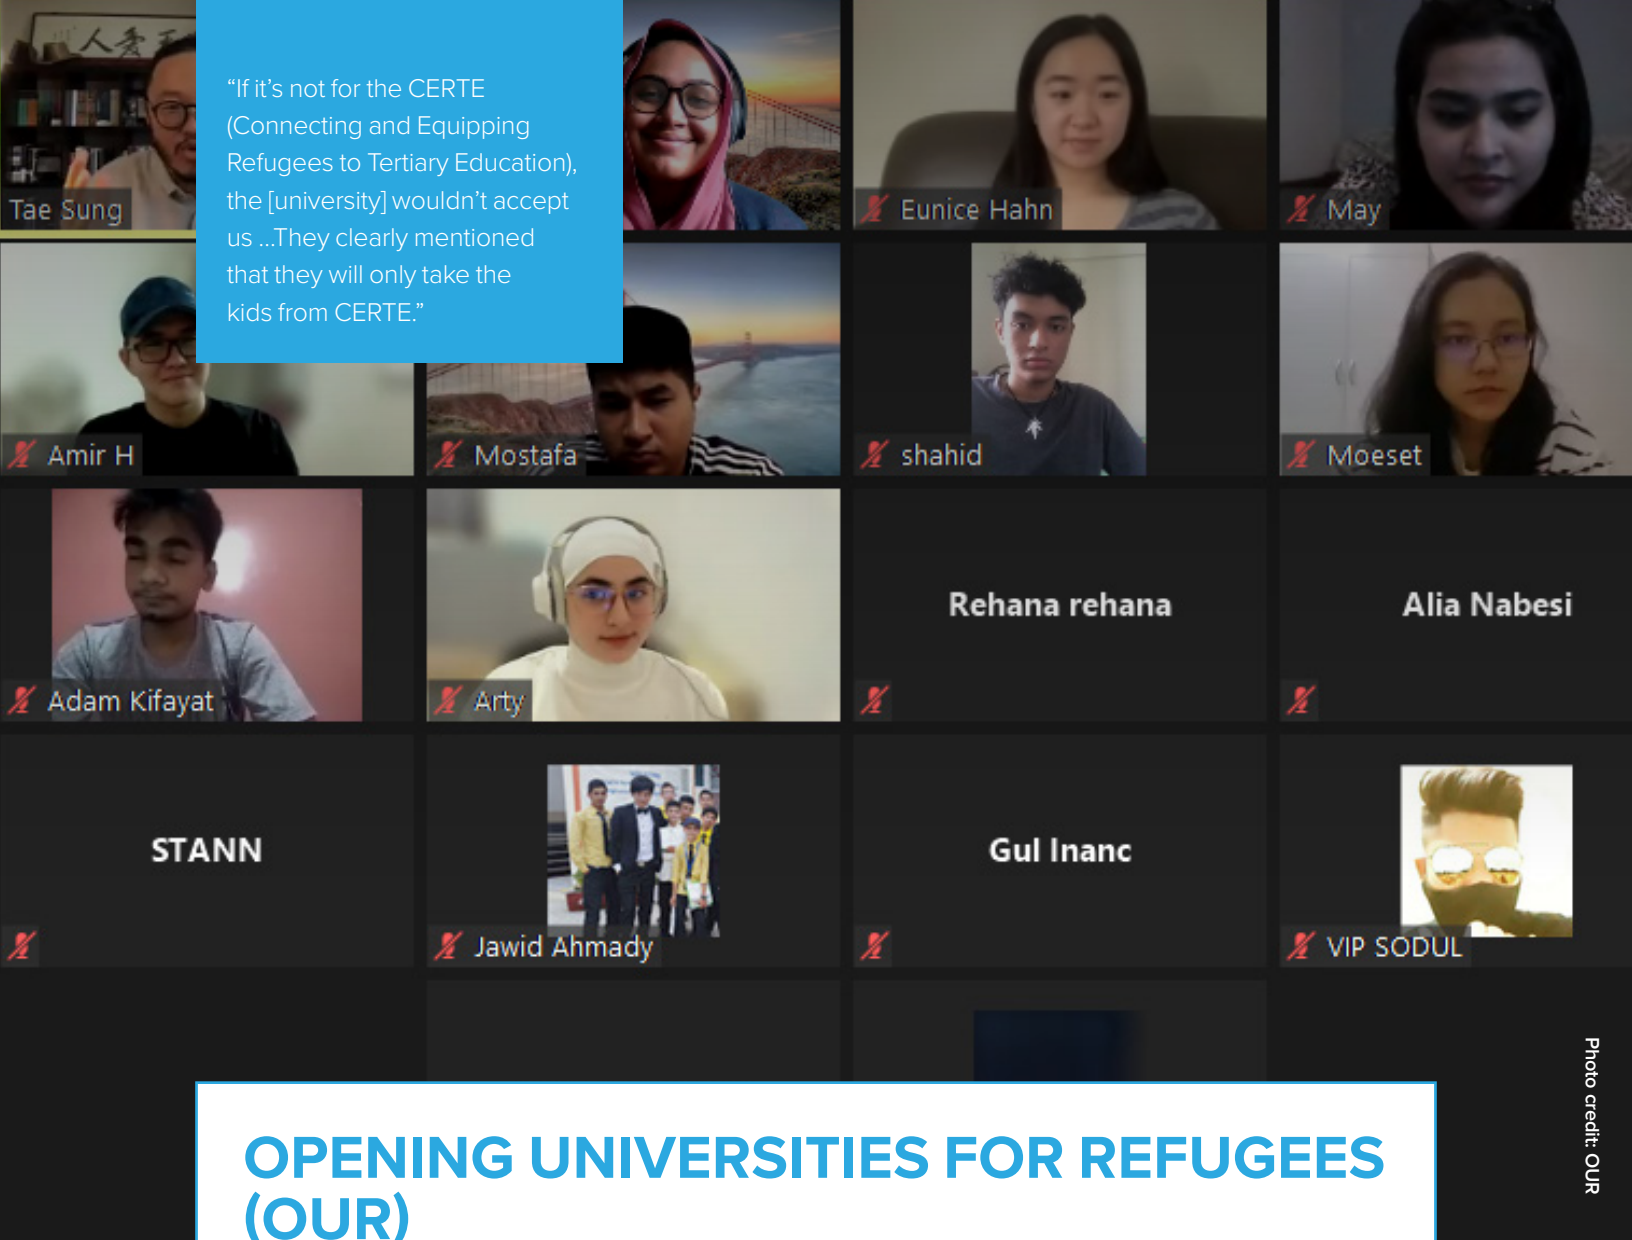 人愛
“If it’s not for the CERTE
(Connecting and Equipping
Refugees to Tertiary Education),
the [university] wouldn’t accept
us ...They clearly mentioned
that they will only take the
kids from CERTE.”
Tae Sung
Eunice Hahn
May
Amir H
Mostafa
shahid
Moeset
Adam Kifayat
Arty
Rehana rehana
Alia Nabesi
STANN
Jawid Ahmady
Gul Inanc
VIP SODUL
Photo credit: OUR
OPENING UNIVERSITIES FOR REFUGEES
(OUR)